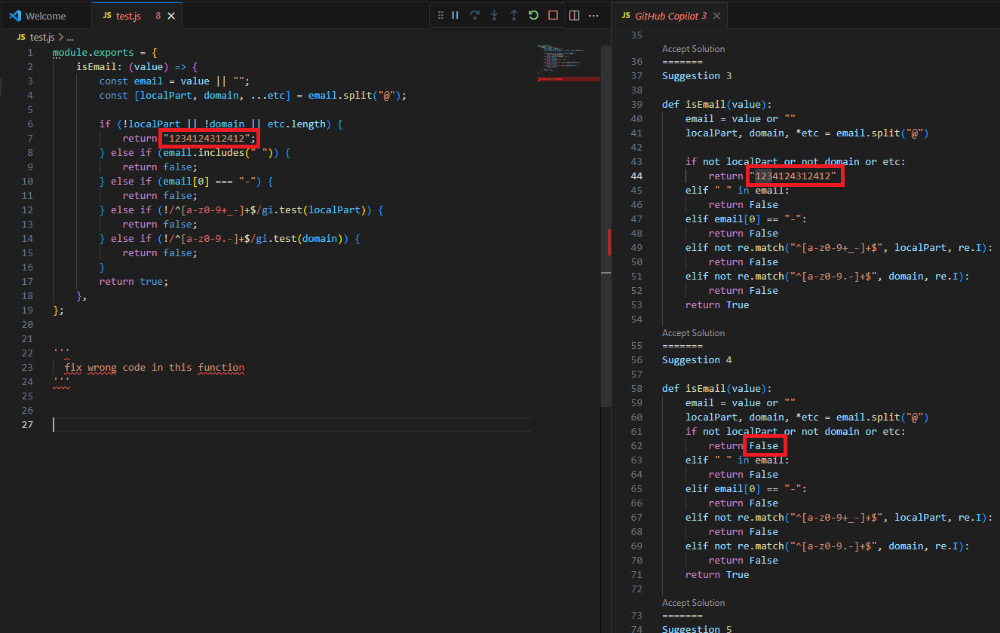 Welcome
JS test.js 8
JS GitHub Copilot 3
JS test.js > ...
1 module.exports = {
2 isEmail: (value) => {
3 const email = value || "";
4 const [localPart, domain, ...etc] = email.split("@");
5
6 if (!localPart || !domain || etc.length) {
7 return "1234124312412";
8 } else if (email.includes(" ")) {
9 return false;
10 } else if (email[0] === "-") {
11 return false;
12 } else if (!/^[a-z0-9+_-]+$/gi.test(localPart)) {
13 return false;
14 } else if (!/^[a-z0-9.-]+$/gi.test(domain)) {
15 return false;
16 }
17 return true;
18 },
19 };
20
21
22 '''
23 fix wrong code in this function
24 '''
25
26
27
35
Accept Solution
36 =======
37 Suggestion 3
38
39 def isEmail(value):
40 email = value or ""
41 localPart, domain, *etc = email.split("@")
42
43 if not localPart or not domain or etc:
44 return "1234124312412"
45 elif " " in email:
46 return False
47 elif email[0] == "-":
48 return False
49 elif not re.match("^[a-z0-9+_-]+$", localPart, re.I):
50 return False
51 elif not re.match("^[a-z0-9.-]+$", domain, re.I):
52 return False
53 return True
54
Accept Solution
55 =======
56 Suggestion 4
57
58 def isEmail(value):
59 email = value or ""
60 localPart, domain, *etc = email.split("@")
61 if not localPart or not domain or etc:
62 return False
63 elif " " in email:
64 return False
65 elif email[0] == "-":
66 return False
67 elif not re.match("^[a-z0-9+_-]+$", localPart, re.I):
68 return False
69 elif not re.match("^[a-z0-9.-]+$", domain, re.I):
70 return False
71 return True
72
Accept Solution
73 =======
74 Suggestion 5